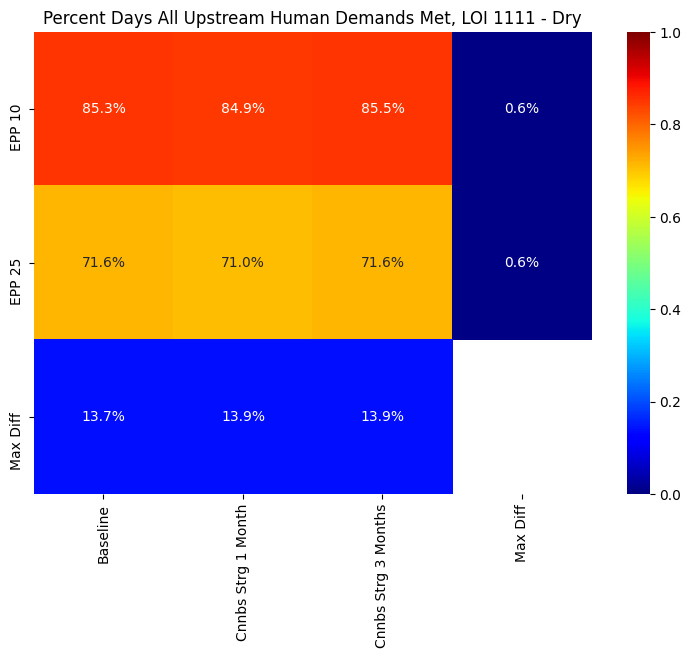 Percent Days All Upstream Human Demands Met, LOI 1111 - Dry
EPP 10
85.3%
84.9%
85.5%
0.6%
EPP 25
71.6%
71.0%
71.6%
0.6%
Max Diff
13.7%
13.9%
13.9%
Baseline
Cnnbs Strg 1 Month
Cnnbs Strg 3 Months
Max Diff
1.0
0.8
0.6
0.4
0.2
0.0